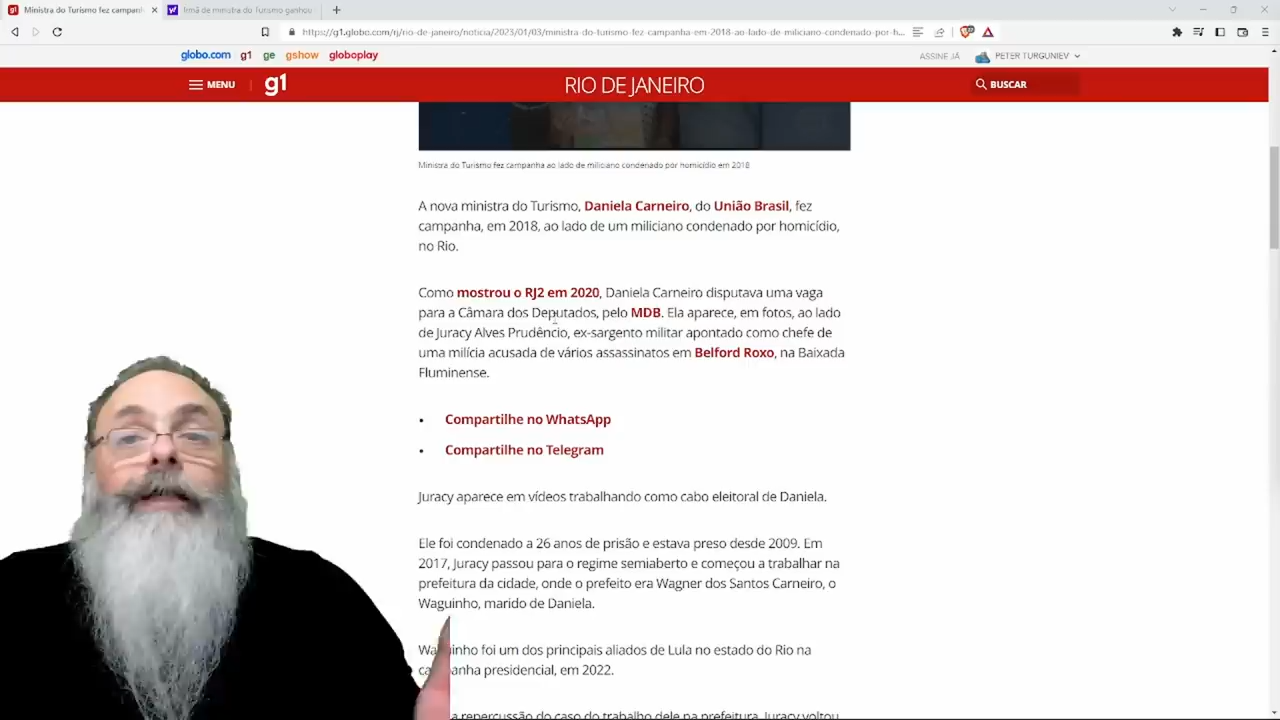 Ministra do Turismo fez campanh
Irmã de ministra do Turismo ganhou
https://g1.globo.com/rj/rio-de-janeiro/noticia/2023/01/03/ministra-do-turismo-fez-campanha-em-2018-ao-lado-de-miliciano-condenado-por-h...
globo.com g1 ge gshow globoplay
ASSINE JÁ PETER TURGUNIEV
MENU g1 RIO DE JANEIRO BUSCAR
Ministra do Turismo fez campanha ao lado de miliciano condenado por homicídio em 2018
A nova ministra do Turismo, Daniela Carneiro, do União Brasil, fez
campanha, em 2018, ao lado de um miliciano condenado por homicídio,
no Rio.
Como mostrou o RJ2 em 2020, Daniela Carneiro disputava uma vaga
para a Câmara dos Deputados, pelo MDB. Ela aparece, em fotos, ao lado
de Juracy Alves Prudêncio, ex-sargento militar apontado como chefe de
uma milícia acusada de vários assassinatos em Belford Roxo, na Baixada
Fluminense.
• Compartilhe no WhatsApp
• Compartilhe no Telegram
Juracy aparece em vídeos trabalhando como cabo eleitoral de Daniela.
Ele foi condenado a 26 anos de prisão e estava preso desde 2009. Em
2017, Juracy passou para o regime semiaberto e começou a trabalhar na
prefeitura da cidade, onde o prefeito era Wagner dos Santos Carneiro, o
Waguinho, marido de Daniela.
foi um dos principais aliados de Lula no estado do Rio na
presidencial, em 2022.
a repercussão do caso do trabalho dele na prefeitura, Juracy voltou